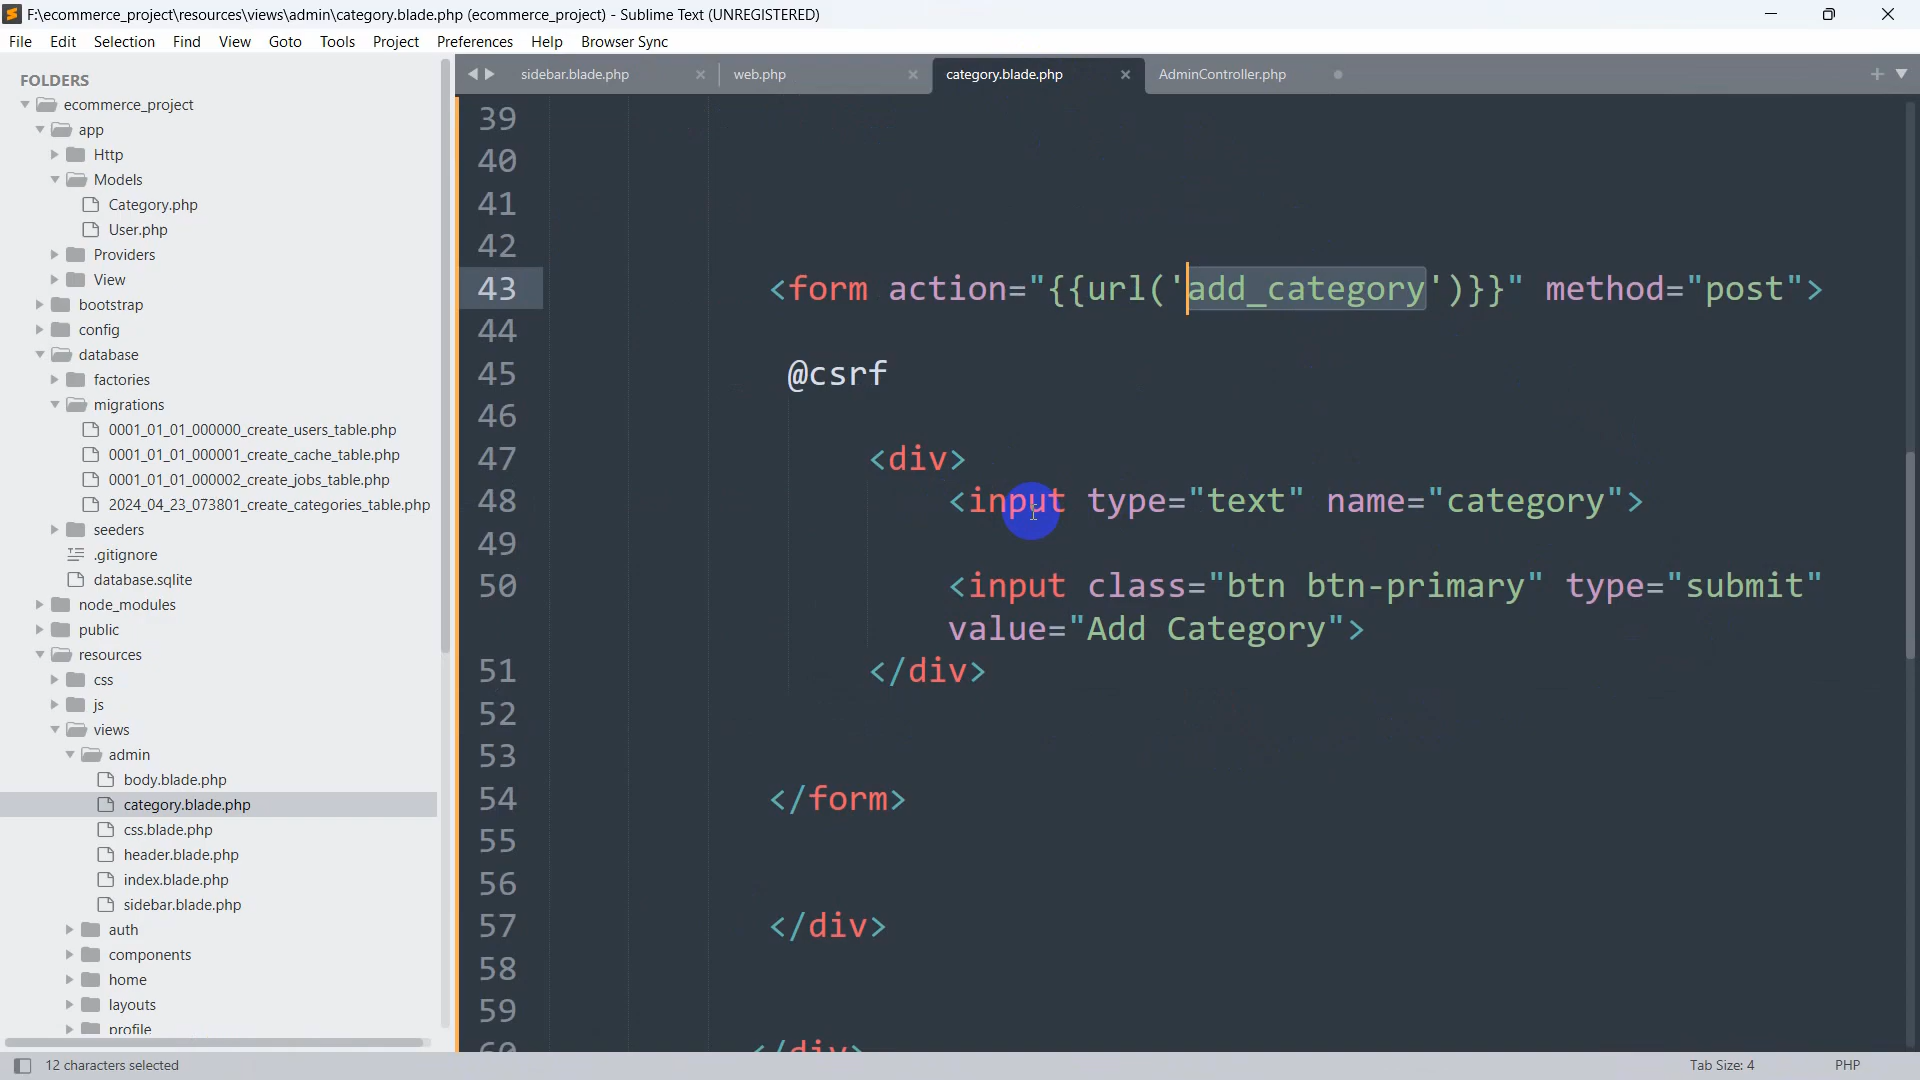 F:\ecommerce_project\resources\views\admin\category.blade.php (ecommerce_project) - Sublime Text (UNREGISTERED)
File Edit Selection Find View Goto Tools Project Preferences Help Browser Sync
FOLDERS
ecommerce_project
app
Http
Models
Category.php
User.php
Providers
View
bootstrap
config
database
factories
migrations
0001_01_01_000000_create_users_table.php
0001_01_01_000001_create_cache_table.php
0001_01_01_000002_create_jobs_table.php
2024_04_23_073801_create_categories_table.php
seeders
.gitignore
database.sqlite
node_modules
public
resources
css
js
views
admin
body.blade.php
category.blade.php
css.blade.php
header.blade.php
index.blade.php
sidebar.blade.php
auth
components
home
layouts
profile
sidebar.blade.php web.php category.blade.php AdminController.php
39
40
41
42
43 <form action="{{url('add_category')}}" method="post">
44
45 @csrf
46
47 <div>
48 <input type="text" name="category">
49
50 <input class="btn btn-primary" type="submit"
value="Add Category">
51 </div>
52
53
54 </form>
55
56
57 </div>
58
59
60 </div>
12 characters selected Tab Size: 4 PHP